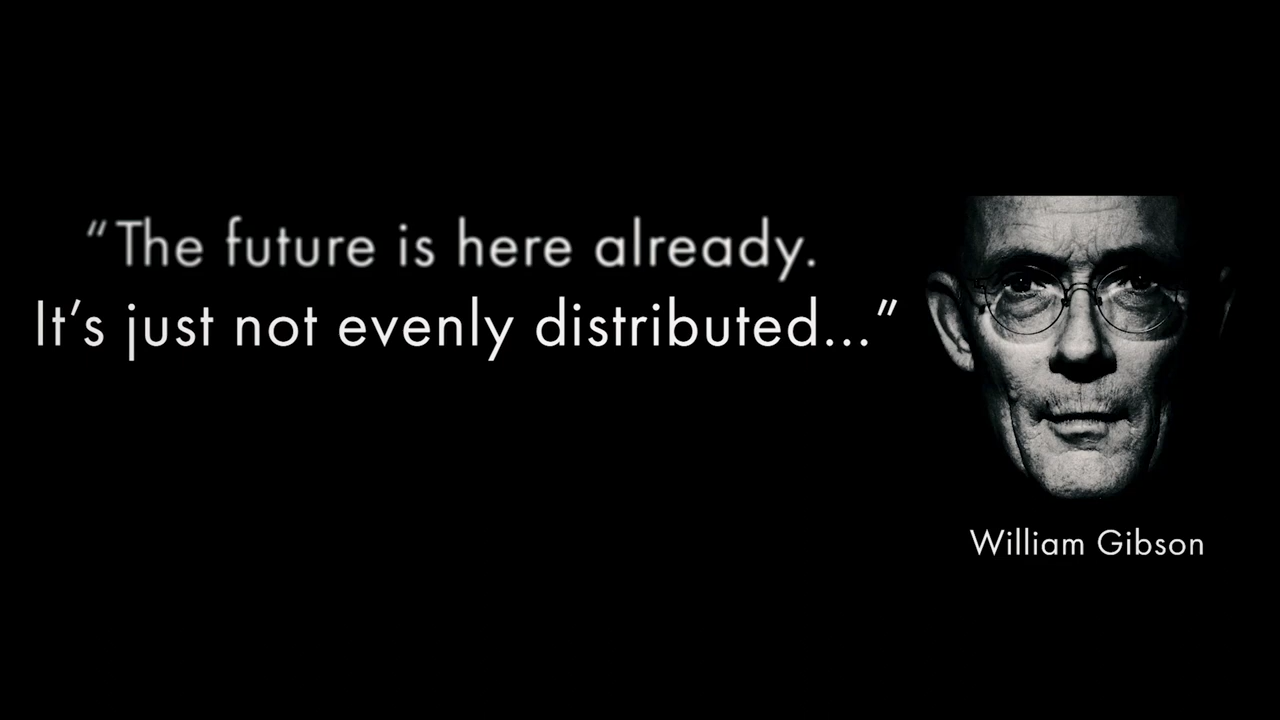 “The future is here already.
It’s just not evenly distributed...”
William Gibson